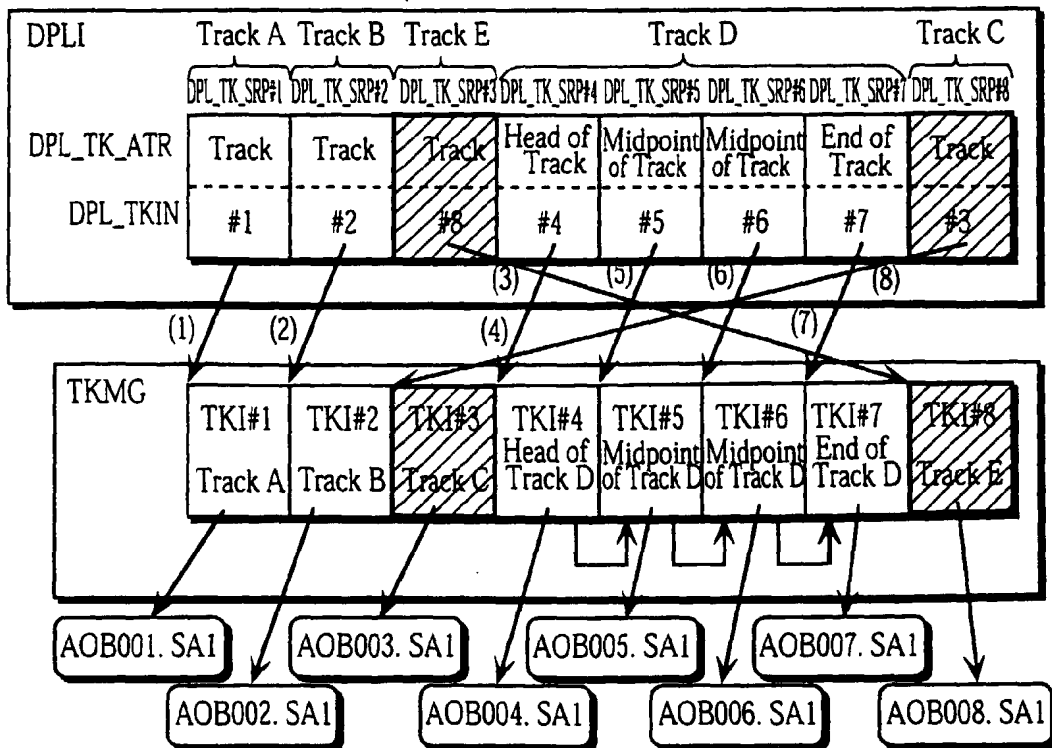 DPLI Track A Track B Track E Track D Track C
DPL_TK_SRP#1 DPL_TK_SRP#2 DPL_TK_SRP#3 DPL_TK_SRP#4 DPL_TK_SRP#5 DPL_TK_SRP#6 DPL_TK_SRP#7 DPL_TK_SRP#8
DPL_TK_ATR Track Track Track Head of Track Midpoint of Track Midpoint of Track End of Track Track
DPL_TKIN #1 #2 #8 #4 #5 #6 #7 #3
(1) (2) (3) (4) (5) (6) (7) (8)
TKMG
TKI#1 TKI#2 TKI#3 TKI#4 TKI#5 TKI#6 TKI#7 TKI#8
Track A Track B Track C Head of Track D Midpoint of Track D Midpoint of Track D End of Track D Track E
AOB001. SA1 AOB003. SA1 AOB005. SA1 AOB007. SA1
AOB002. SA1 AOB004. SA1 AOB006. SA1 AOB008. SA1